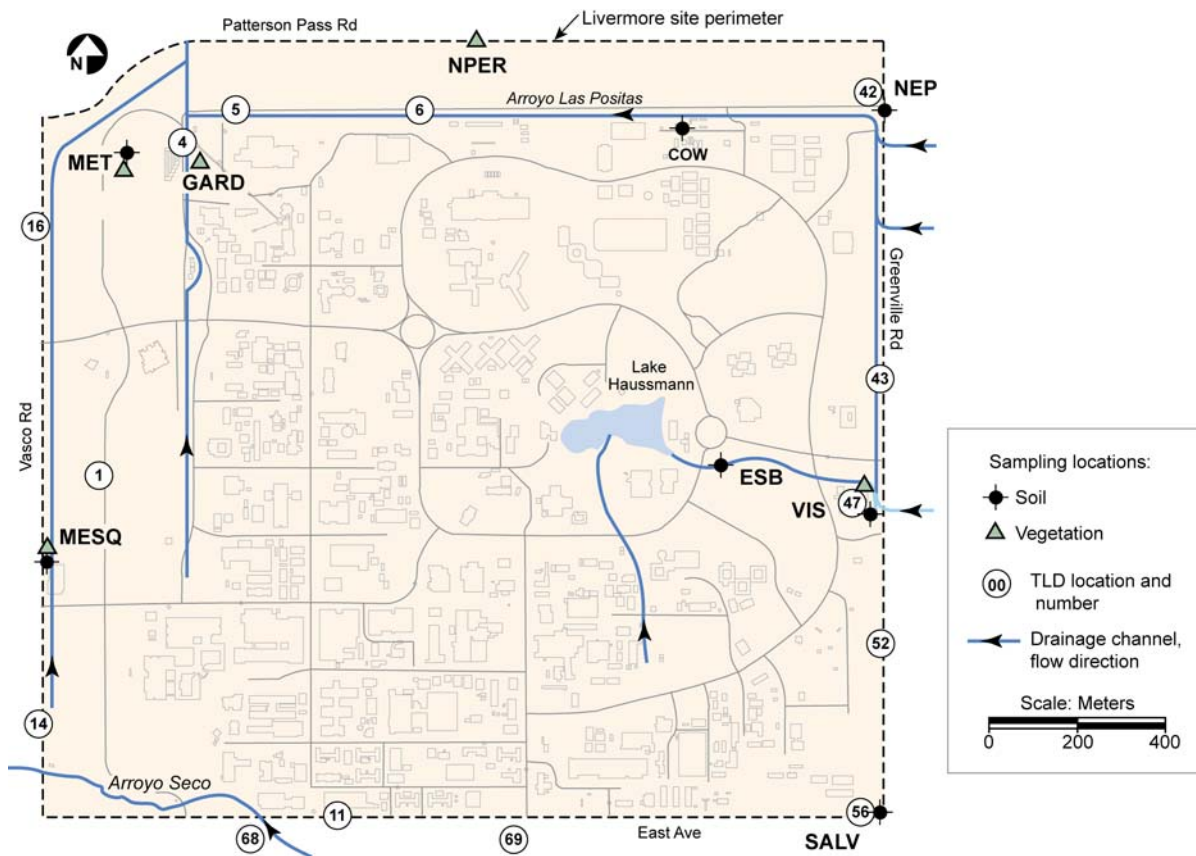 Patterson Pass Rd
Livermore site perimeter
N
NPER
42
NEP
5
6
Arroyo Las Positas
4
MET
GARD
COW
16
Greenville Rd
Lake
Haussmann
43
Vasco Rd
1
ESB
VIS
47
MESQ
52
14
Arroyo Seco
11
68
69
East Ave
56
SALV
Sampling locations:
Soil
Vegetation
00
TLD location and
number
Drainage channel,
flow direction
Scale: Meters
0 200 400